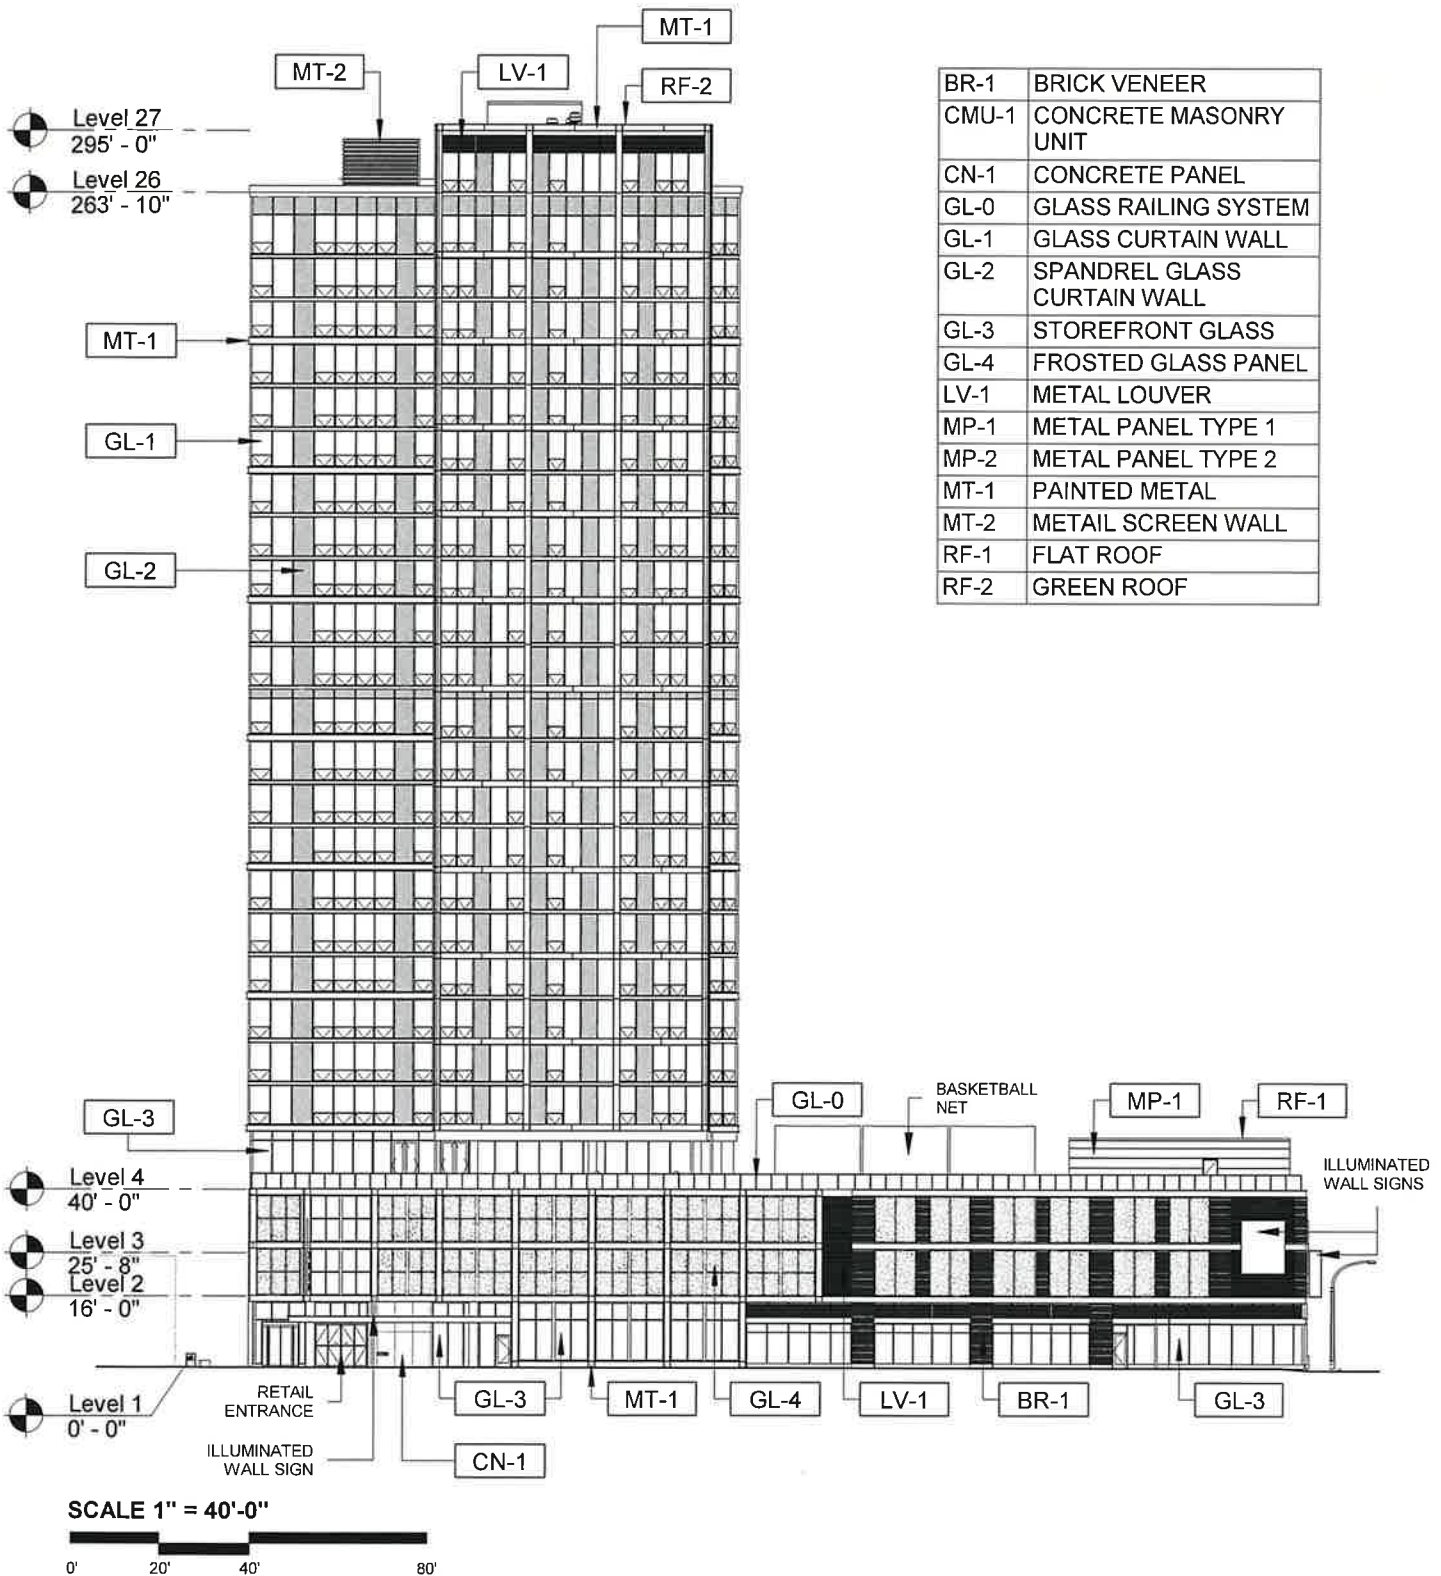 MT-1
MT-2
LV-1
RF-2
Level 27
295' - 0"
Level 26
263' - 10"
MT-1
GL-1
GL-2
BR-1 BRICK VENEER
CMU-1 CONCRETE MASONRY
UNIT
CN-1 CONCRETE PANEL
GL-0 GLASS RAILING SYSTEM
GL-1 GLASS CURTAIN WALL
GL-2 SPANDREL GLASS
CURTAIN WALL
GL-3 STOREFRONT GLASS
GL-4 FROSTED GLASS PANEL
LV-1 METAL LOUVER
MP-1 METAL PANEL TYPE 1
MP-2 METAL PANEL TYPE 2
MT-1 PAINTED METAL
MT-2 METAIL SCREEN WALL
RF-1 FLAT ROOF
RF-2 GREEN ROOF
GL-3
GL-0
BASKETBALL
NET
MP-1
RF-1
ILLUMINATED
WALL SIGNS
Level 4
40' - 0"
Level 3
25' - 8"
Level 2
16' - 0"
Level 1
0' - 0"
RETAIL
ENTRANCE
GL-3
MT-1
GL-4
LV-1
BR-1
GL-3
ILLUMINATED
WALL SIGN
CN-1
SCALE 1" = 40'-0"
0' 20' 40' 80'